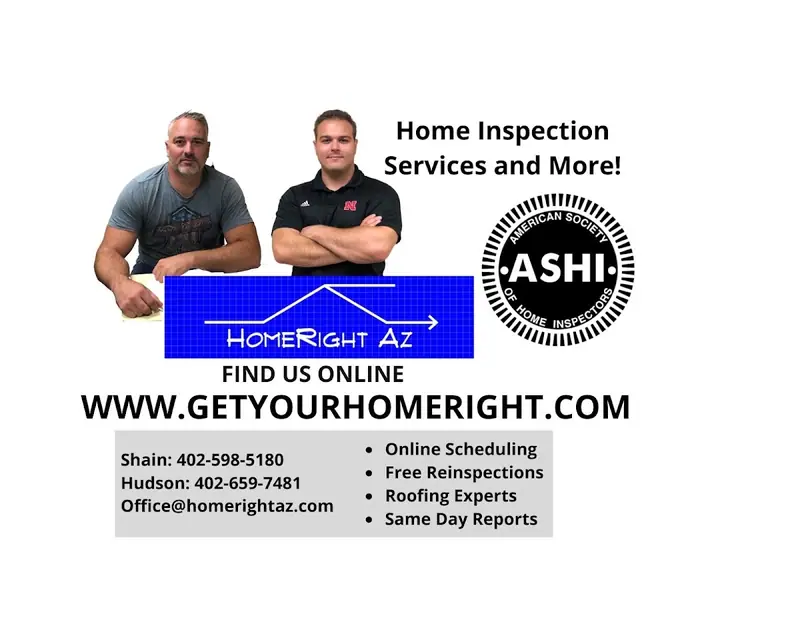 Home Inspection
Services and More!
AMERICAN SOCIETY
ASHI
OF HOME INSPECTORS
N
HomeRight Az
FIND US ONLINE
WWW.GETYOURHOMERIGHT.COM
Shain: 402-598-5180
Hudson: 402-659-7481
Office@homerightaz.com
• Online Scheduling
• Free Reinspections
• Roofing Experts
• Same Day Reports